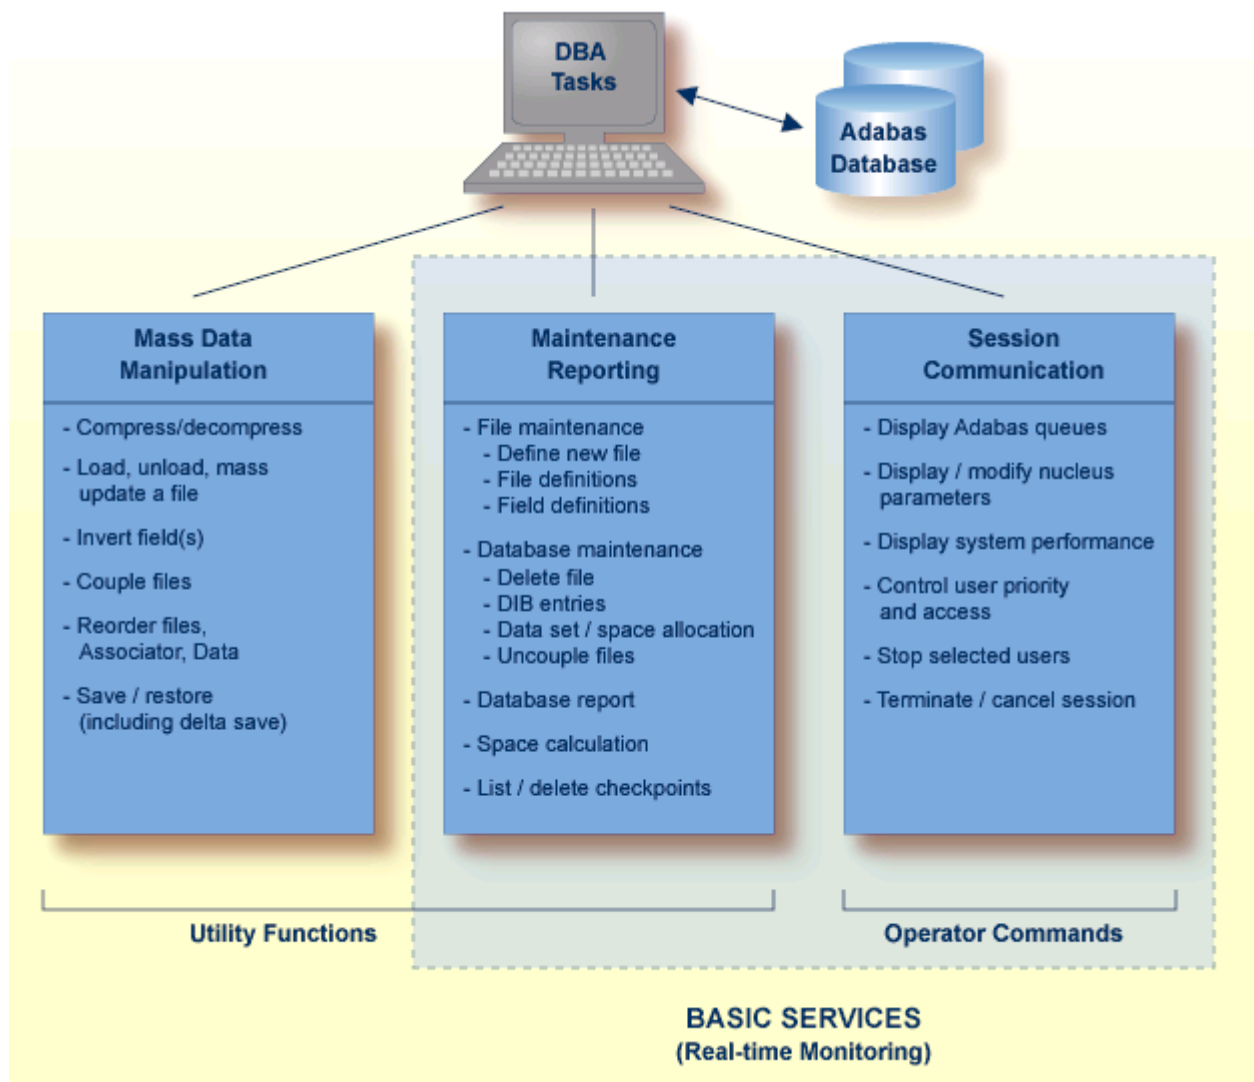 DBA
Tasks
Adabas
Database
Mass Data
Manipulation
- Compress/decompress
- Load, unload, mass
update a file
- Invert field(s)
- Couple files
- Reorder files,
Associator, Data
- Save / restore
(including delta save)
Maintenance
Reporting
- File maintenance
- Define new file
- File definitions
- Field definitions
- Database maintenance
- Delete file
- DIB entries
- Data set / space allocation
- Uncouple files
- Database report
- Space calculation
- List / delete checkpoints
Session
Communication
- Display Adabas queues
- Display / modify nucleus
parameters
- Display system performance
- Control user priority
and access
- Stop selected users
- Terminate / cancel session
Utility Functions
Operator Commands
BASIC SERVICES
(Real-time Monitoring)